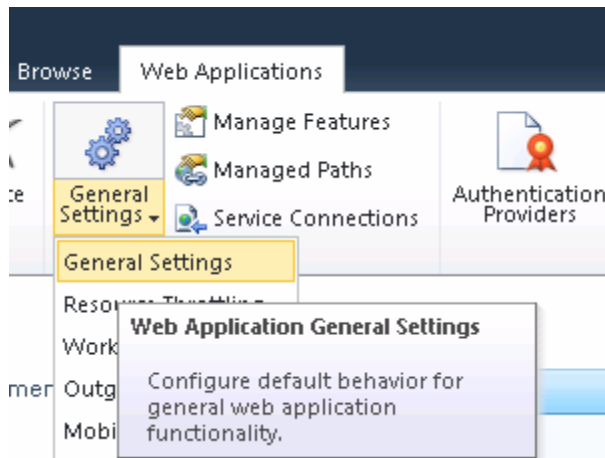 Browse Web Applications
Manage Features
Managed Paths
Service Connections
General
Settings
Authentication
Providers
General Settings
Web Application General Settings
Configure default behavior for
general web application
functionality.